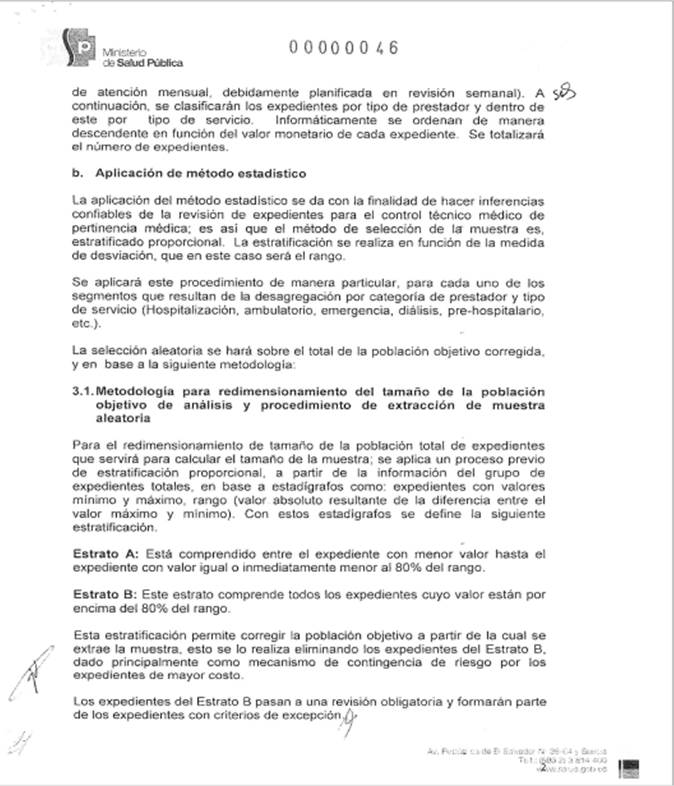 Ministerio
de Salud Pública
00000046
de atención mensual, debidamente planificada en revisión semanal). A
continuación, se clasificarán los expedientes por tipo de prestador y dentro de
este por tipo de servicio. Informáticamente se ordenan de manera
descendente en función del valor monetario de cada expediente. Se totalizará
el número de expedientes.
b. Aplicación de método estadístico
La aplicación del método estadístico se da con la finalidad de hacer inferencias
confiables de la revisión de expedientes para el control técnico médico de
pertinencia médica; es así que el método de selección de la muestra es,
estratificado proporcional. La estratificación se realiza en función de la medida
de desviación, que en este caso será el rango.
Se aplicará este procedimiento de manera particular, para cada uno de los
segmentos que resultan de la desagregación por categoría de prestador y tipo
de servicio (Hospitalización, ambulatorio, emergencia, diálisis, pre-hospitalario,
etc.).
La selección aleatoria se hará sobre el total de la población objetivo corregida,
y en base a la siguiente metodología:
3.1. Metodología para redimensionamiento del tamaño de la población
objetivo de análisis y procedimiento de extracción de muestra
aleatoria
Para el redimensionamiento de tamaño de la población total de expedientes
que servirá para calcular el tamaño de la muestra; se aplica un proceso previo
de estratificación proporcional, a partir de la información del grupo de
expedientes totales, en base a estadígrafos como: expedientes con valores
mínimo y máximo, rango (valor absoluto resultante de la diferencia entre el
valor máximo y mínimo). Con estos estadígrafos se define la siguiente
estratificación.
Estrato A: Está comprendido entre el expediente con menor valor hasta el
expediente con valor igual o inmediatamente menor al 80% del rango.
Estrato B: Este estrato comprende todos los expedientes cuyo valor están por
encima del 80% del rango.
Esta estratificación permite corregir la población objetivo a partir de la cual se
extrae la muestra, esto se lo realiza eliminando los expedientes del Estrato B,
dado principalmente como mecanismo de contingencia de riesgo por los
expedientes de mayor costo.
Los expedientes del Estrato B pasan a una revisión obligatoria y formarán parte
de los expedientes con criterios de excepción
Av. República de El Salvador
2